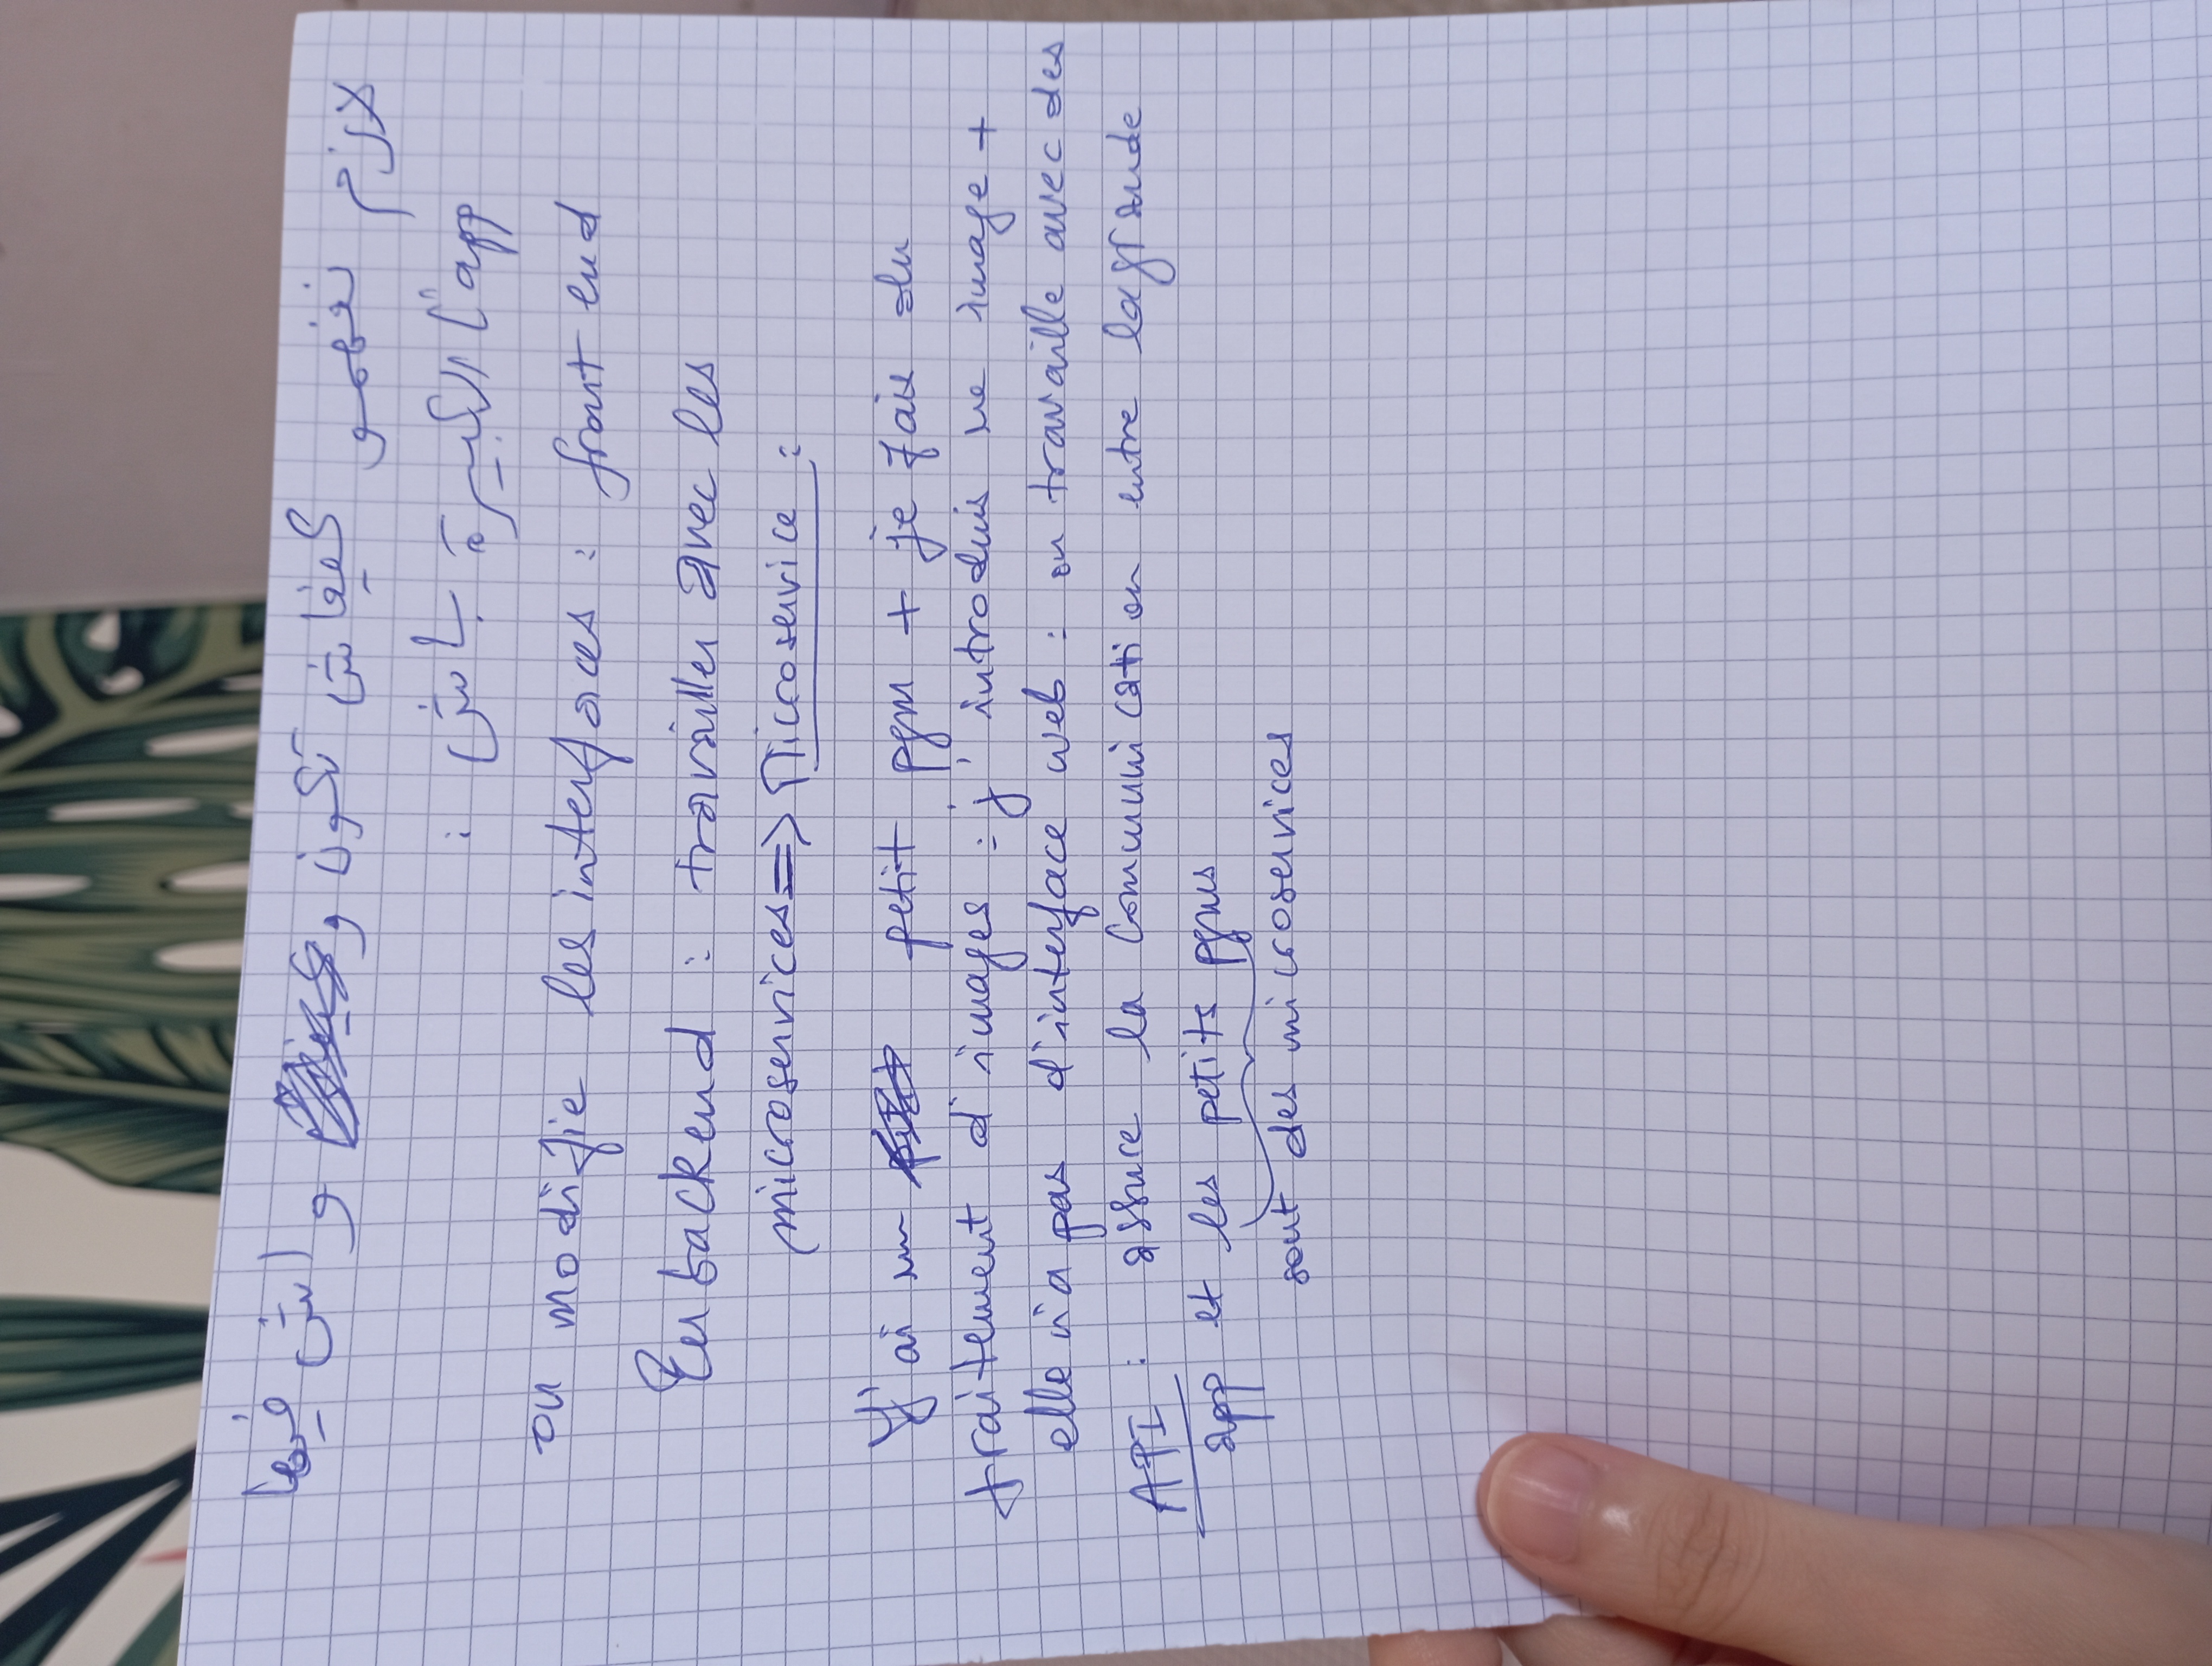 لازم نفهمو كيفاش تكون و واش فيها
l'app الكبيرة باش :
on modifie les interfaces : front end
En backend : travailler avec les
microservices => Microservice :
J'ai un petit pgm + je fais du
traitement d'images : j'introduis une image +
elle n'a pas d'interface web : on travaille avec des
API : assure la communication entre la grande
app et les petits pgms
sont des microservices